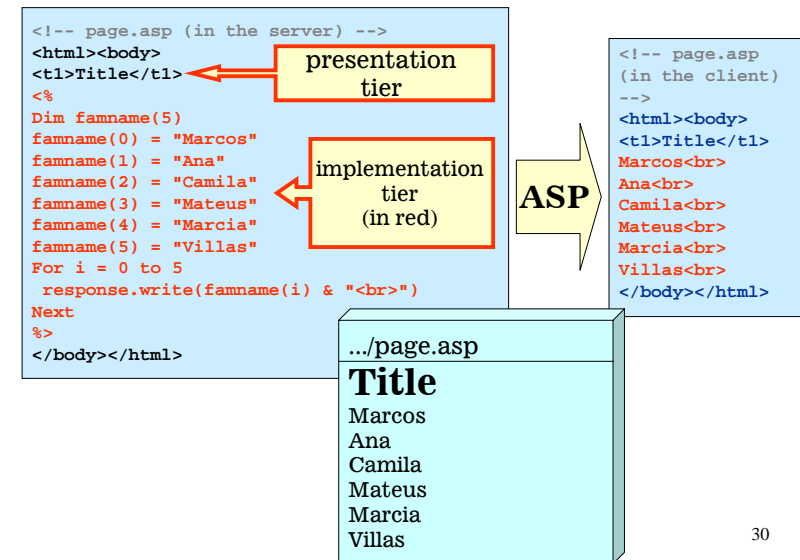 <!-- page.asp (in the server) -->
<html><body>
<t1>Title</t1>
<%
Dim famname(5)
famname(0) = "Marcos"
famname(1) = "Ana"
famname(2) = "Camila"
famname(3) = "Mateus"
famname(4) = "Marcia"
famname(5) = "Villas"
For i = 0 to 5
response.write(famname(i) & "<br>")
Next
%>
</body></html>
presentation
tier
implementation
tier
(in red)
ASP
<!-- page.asp
(in the client)
-->
<html><body>
<t1>Title</t1>
Marcos<br>
Ana<br>
Camila<br>
Mateus<br>
Marcia<br>
Villas<br>
</body></html>
.../page.asp
Title
Marcos
Ana
Camila
Mateus
Marcia
Villas
30